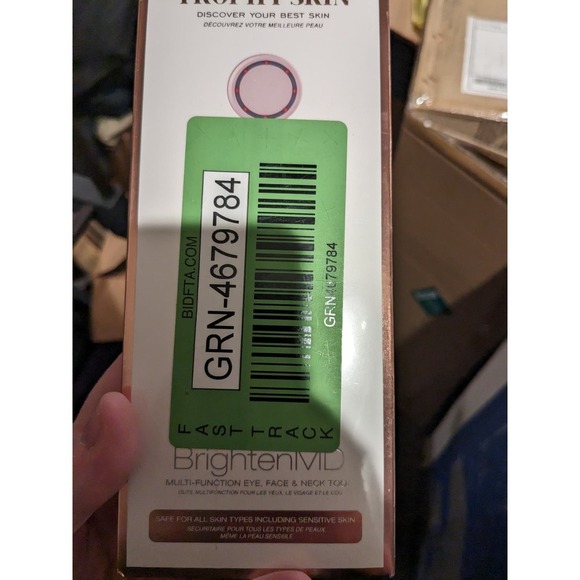 TROPHY SKIN
DISCOVER YOUR BEST SKIN
DÉCOUVREZ VOTRE MEILLEURE PEAU
BIDFTA.COM
GRN-4679784
GRN-4679784
FAST TRACK
BrightenMD
MULTI-FUNCTION EYE, FACE & NECK TOOL
OUTIL MULTIFONCTION POUR LES YEUX, LE VISAGE ET LE COU
SAFE FOR ALL SKIN TYPES INCLUDING SENSITIVE SKIN
SÉCURITAIRE POUR TOUS LES TYPES DE PEAUX
MÊME LA PEAU SENSIBLE